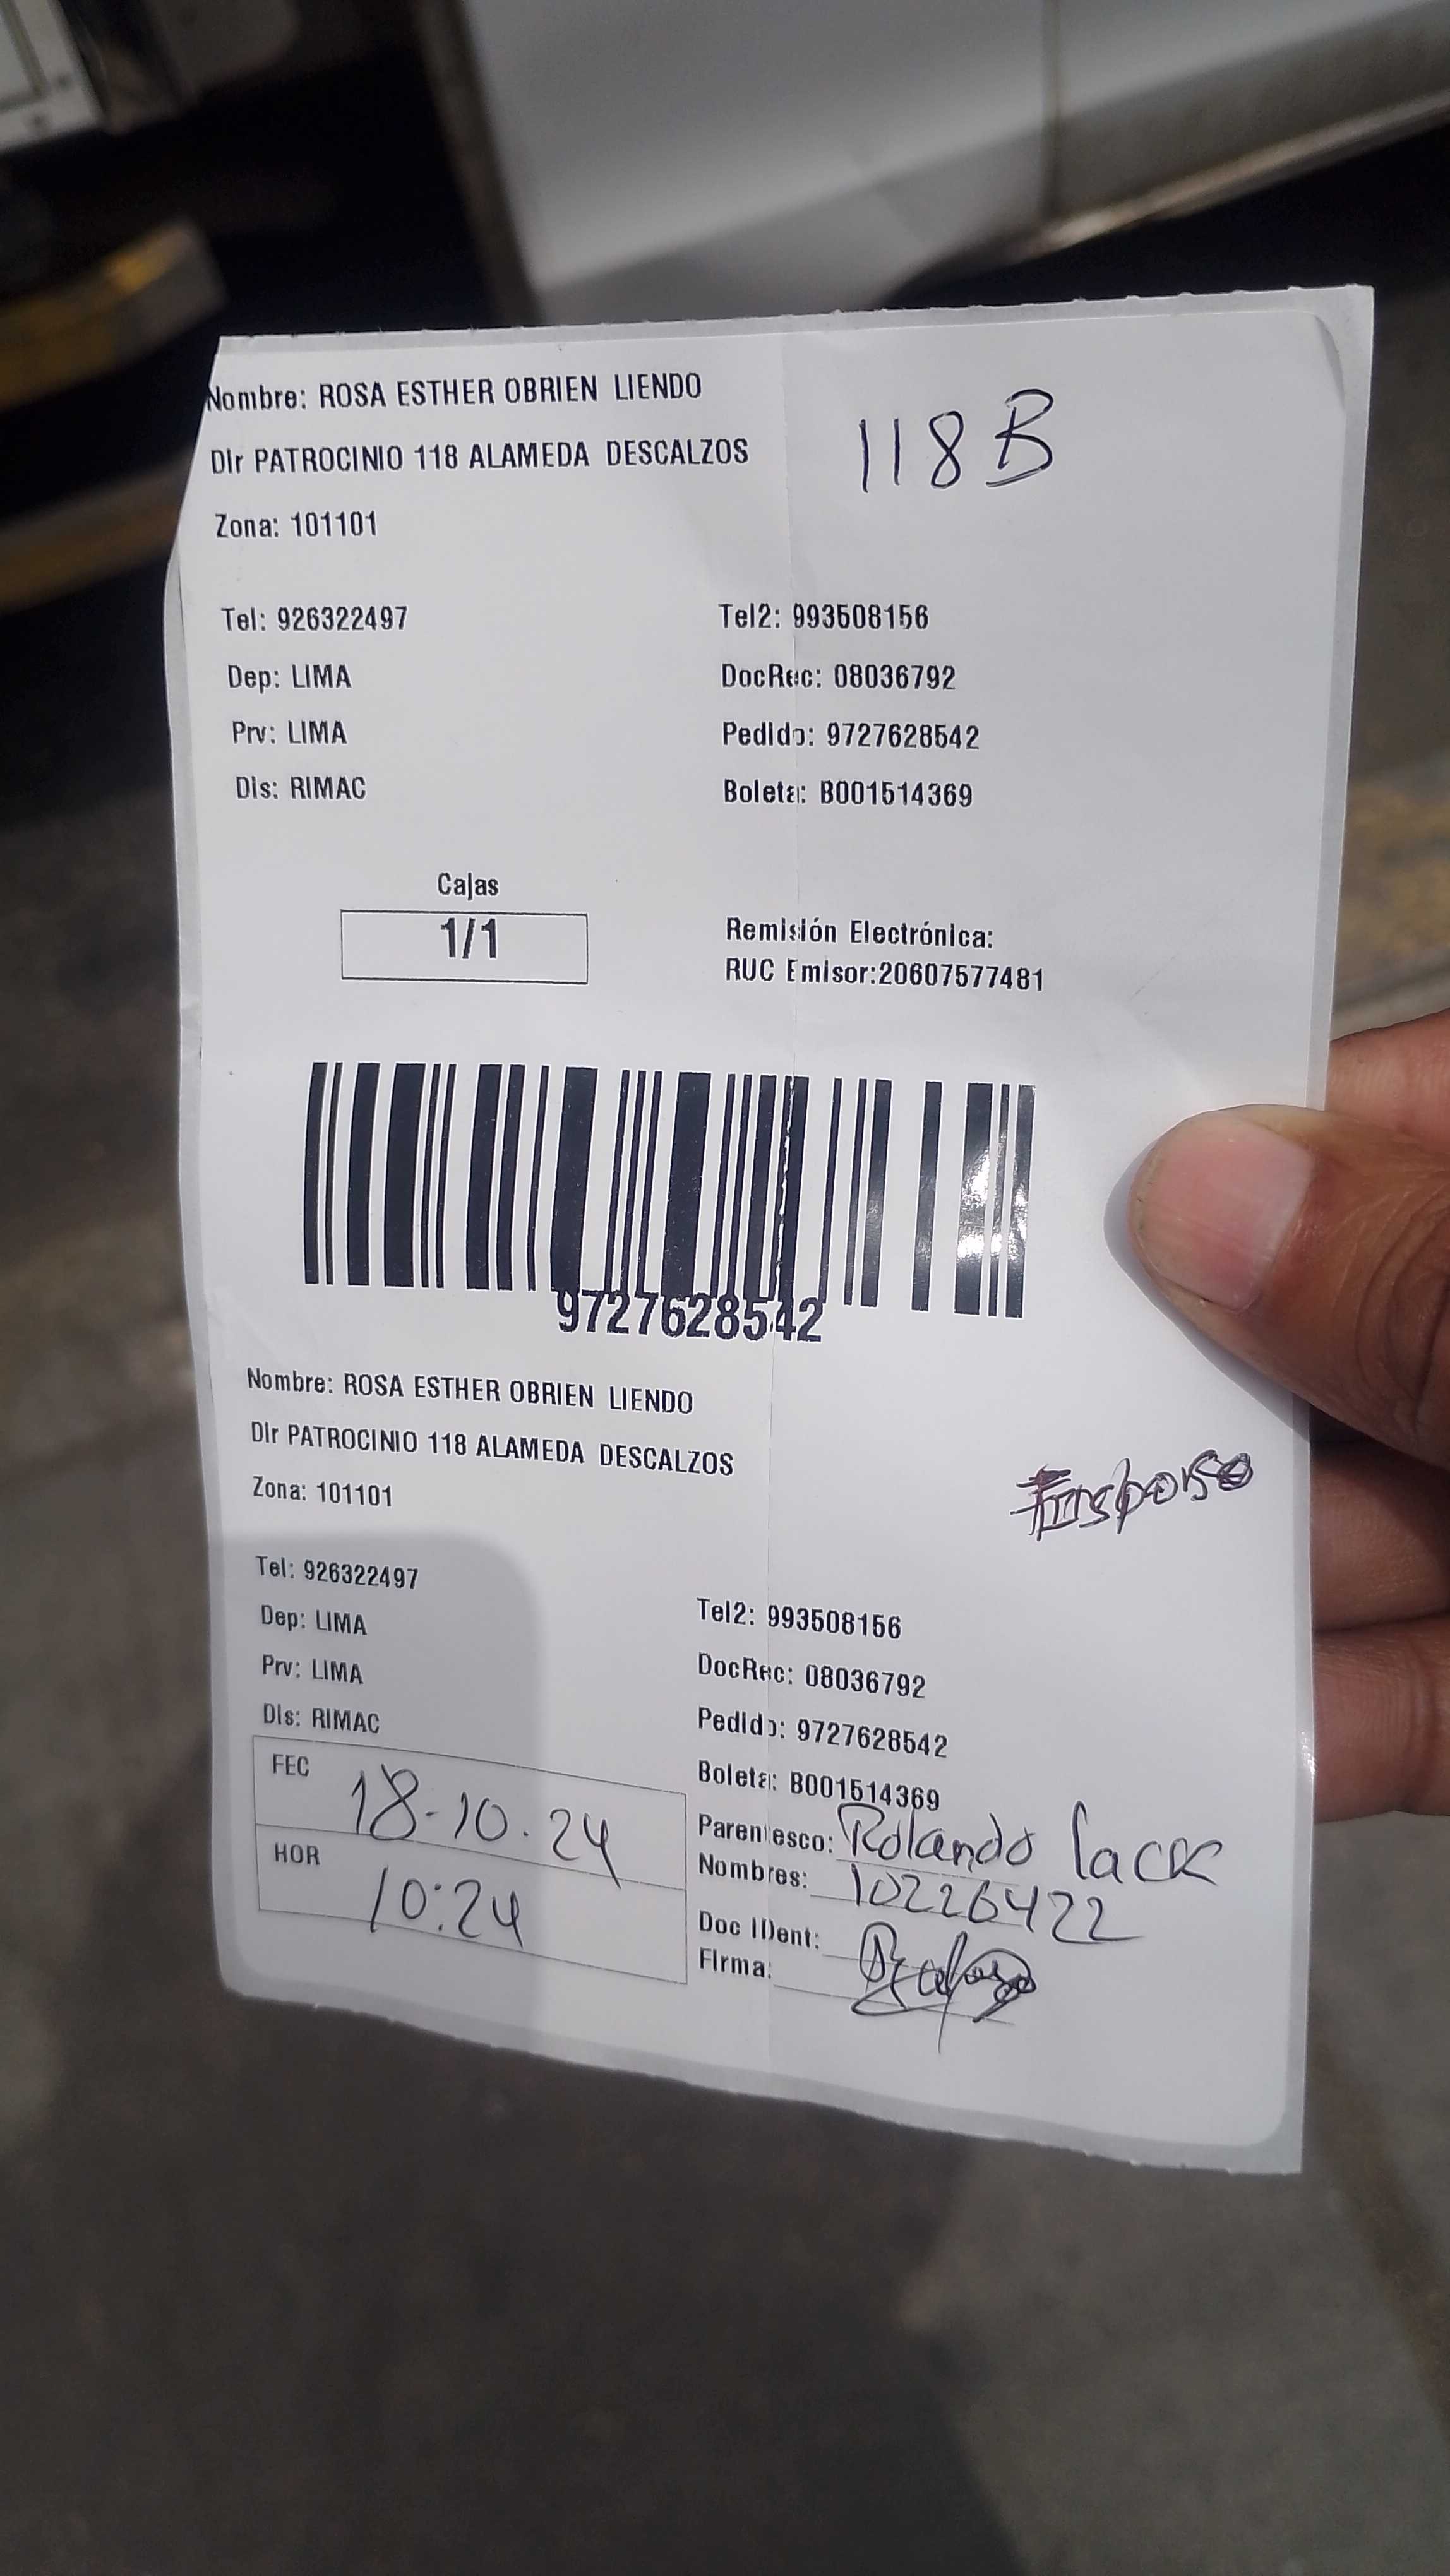 Nombre: ROSA ESTHER OBRIEN LIENDO
Dir PATROCINIO 118 ALAMEDA DESCALZOS
118 B
Zona: 101101
Tel: 926322497
Tel2: 993508156
Dep: LIMA
DocRec: 08036792
Prv: LIMA
Pedido: 9727628542
Dis: RIMAC
Boleta: B001514369
Cajas
1/1
Remisión Electrónica:
RUC Emisor:20607577481
9727628542
Nombre: ROSA ESTHER OBRIEN LIENDO
Dir PATROCINIO 118 ALAMEDA DESCALZOS
Zona: 101101
Tel: 926322497
Tel2: 993508156
Dep: LIMA
DocRec: 08036792
Prv: LIMA
Pedido: 9727628542
Dis: RIMAC
Boleta: B001514369
FEC 18-10.24
HOR 10:24
Parentesco: Rolando
Nombres: 10226422
Doc IDent:
Firma: